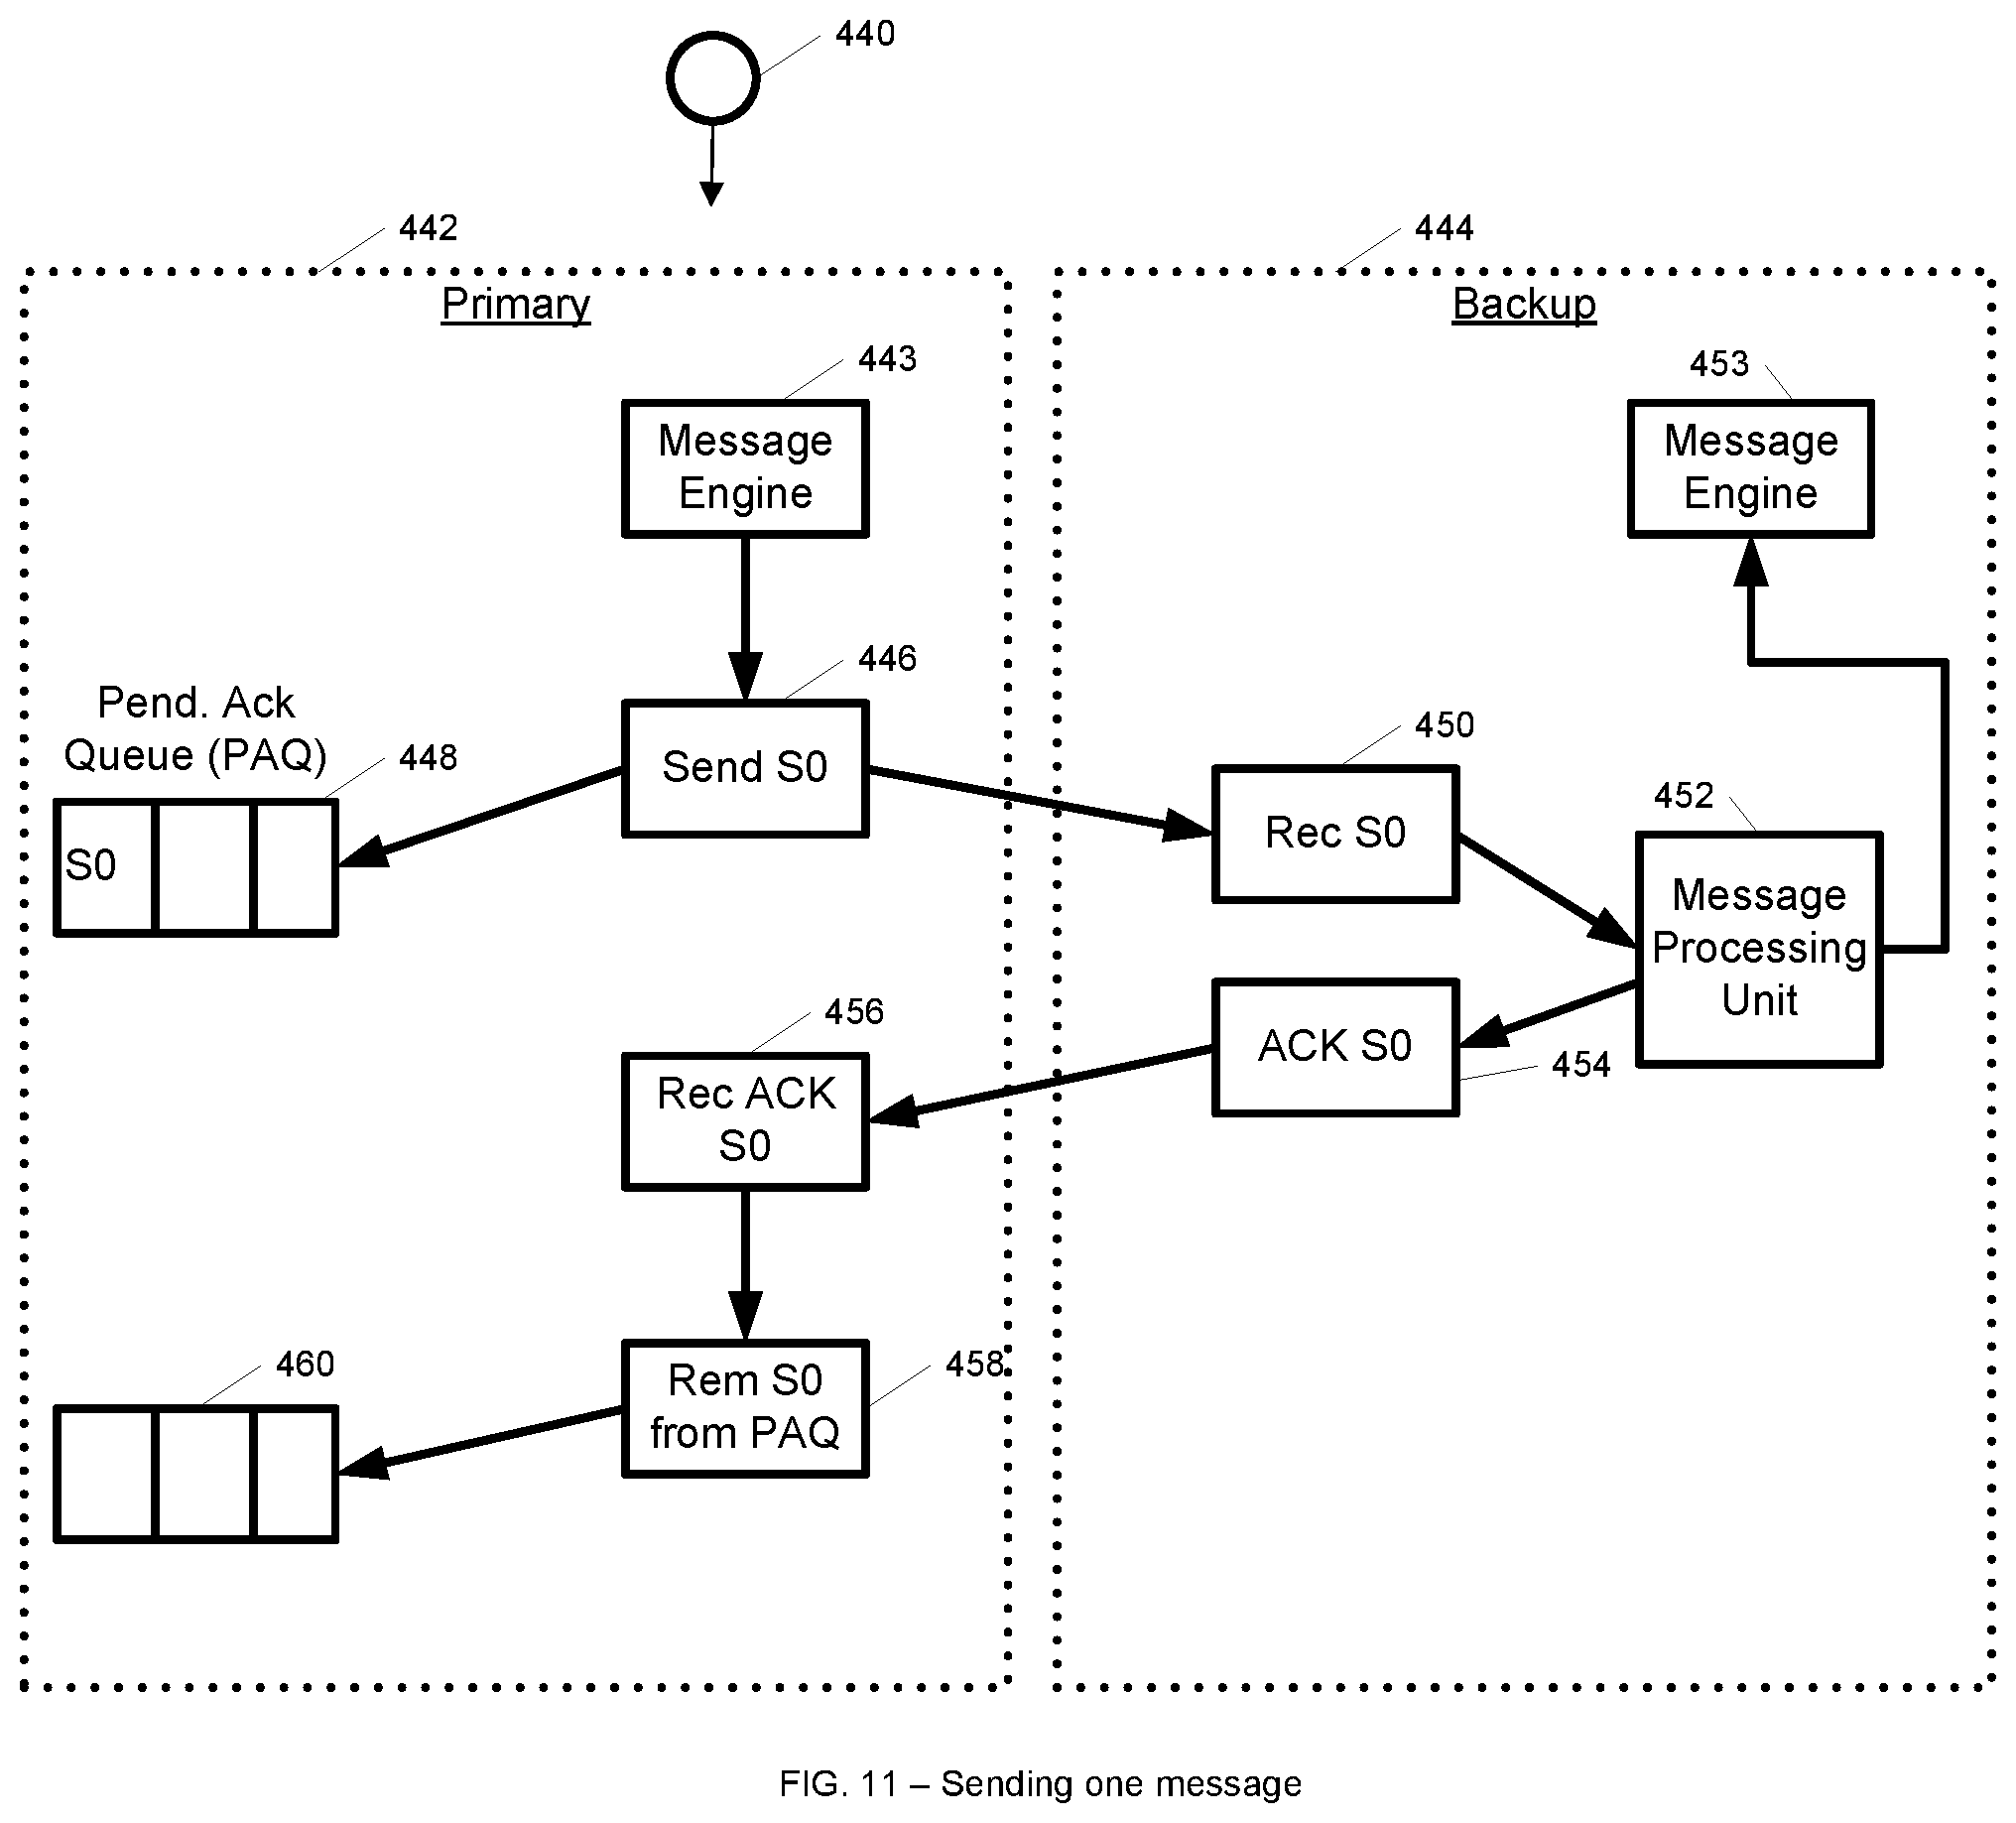 440
442
444
Primary
Backup
443
453
Message
Engine
Message
Engine
446
Pend. Ack
Queue (PAQ)
448
Send S0
450
452
S0
Rec S0
Message
Processing
Unit
456
ACK S0
454
Rec ACK
S0
460
458
Rem S0
from PAQ
FIG. 11 – Sending one message